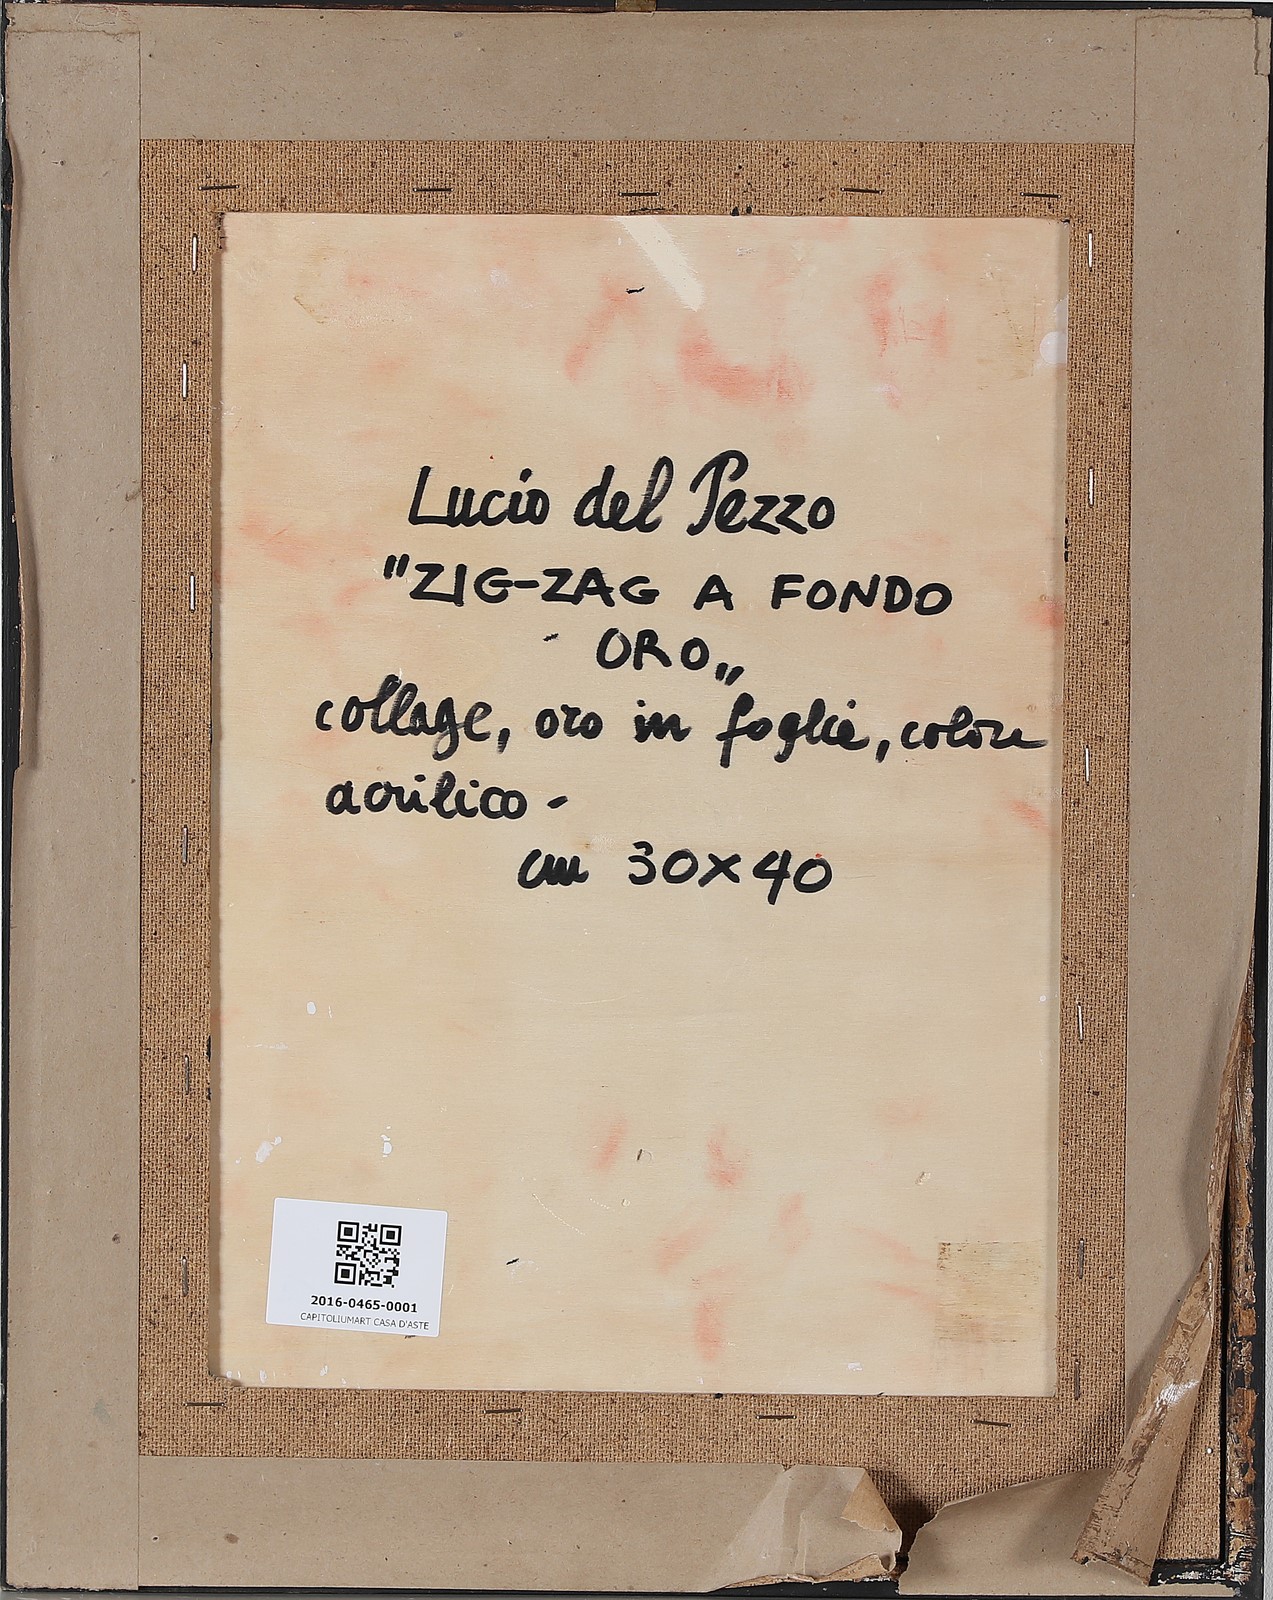 Lucio del Pezzo
"ZIG-ZAG A FONDO
ORO„
collage, oro in foglia, colore
acrilico -
cm 30x40
2016-0465-0001
CAPITOLIUMART CASA D'ASTE